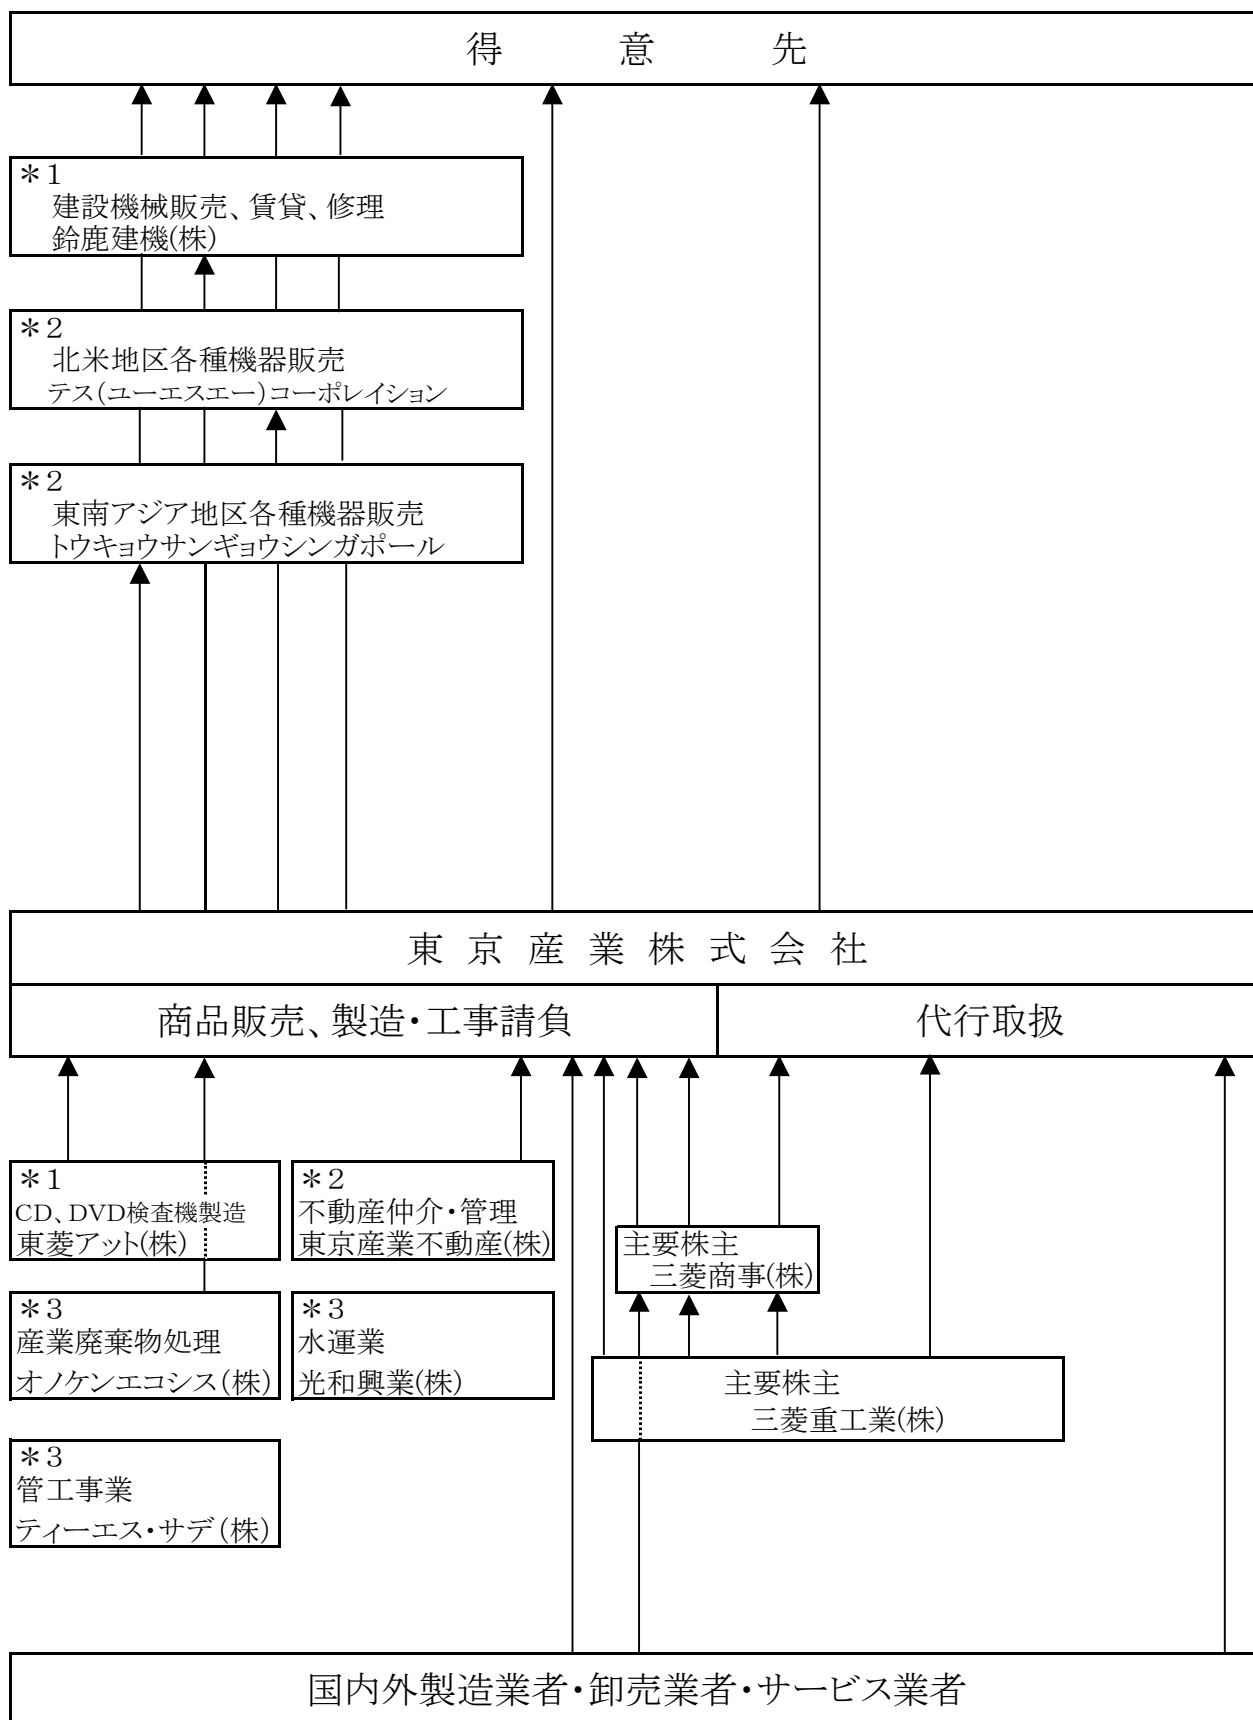 得意先
＊１
建設機械販売、賃貸、修理
鈴鹿建機(株)
＊２
北米地区各種機器販売
テス(ユーエスエー)コーポレイション
＊２
東南アジア地区各種機器販売
トウキョウサンギョウシンガポール
東京産業株式会社
商品販売、製造・工事請負
代行取扱
＊１
CD、DVD検査機製造
東菱アット(株)
＊２
不動産仲介・管理
東京産業不動産(株)
主要株主
三菱商事(株)
＊３
産業廃棄物処理
オノケンエコシス(株)
＊３
水運業
光和興業(株)
主要株主
三菱重工業(株)
＊３
管工事業
ティーエス・サデ(株)
国内外製造業者・卸売業者・サービス業者